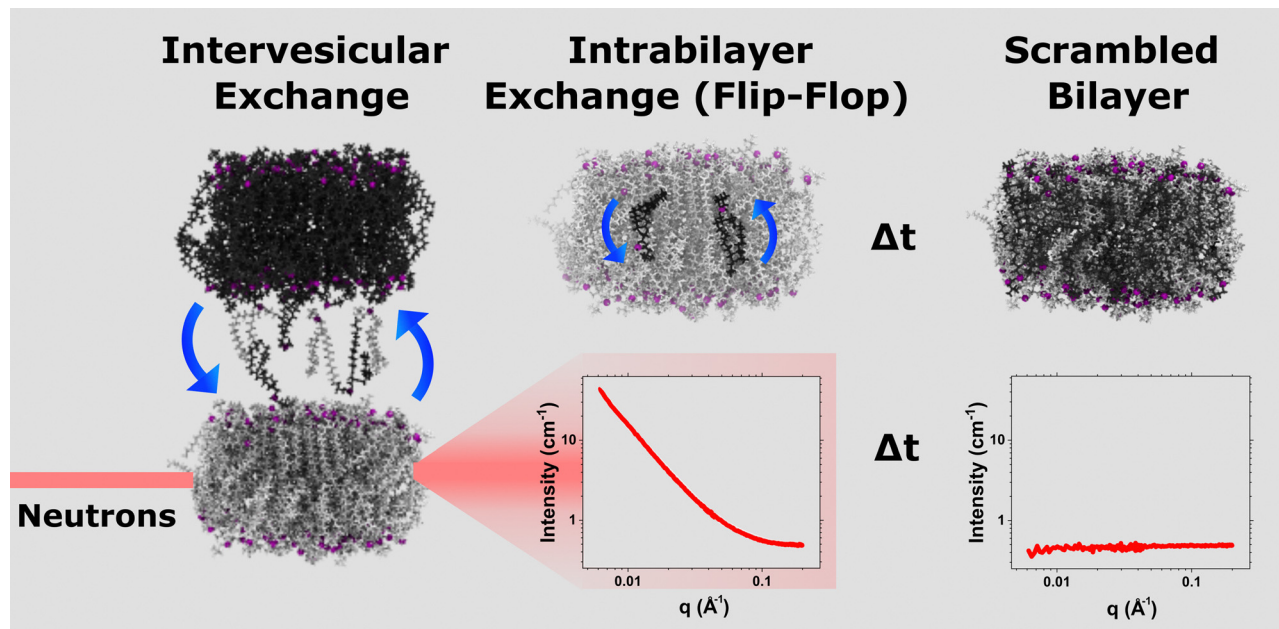 Intervesicular
Exchange
Intrabilayer
Exchange (Flip-Flop)
Scrambled
Bilayer
Δt
Neutrons
Intensity (cm⁻¹)
10
1
0.01
0.1
q (Å⁻¹)
Δt
Intensity (cm⁻¹)
10
1
0.01
0.1
q (Å⁻¹)